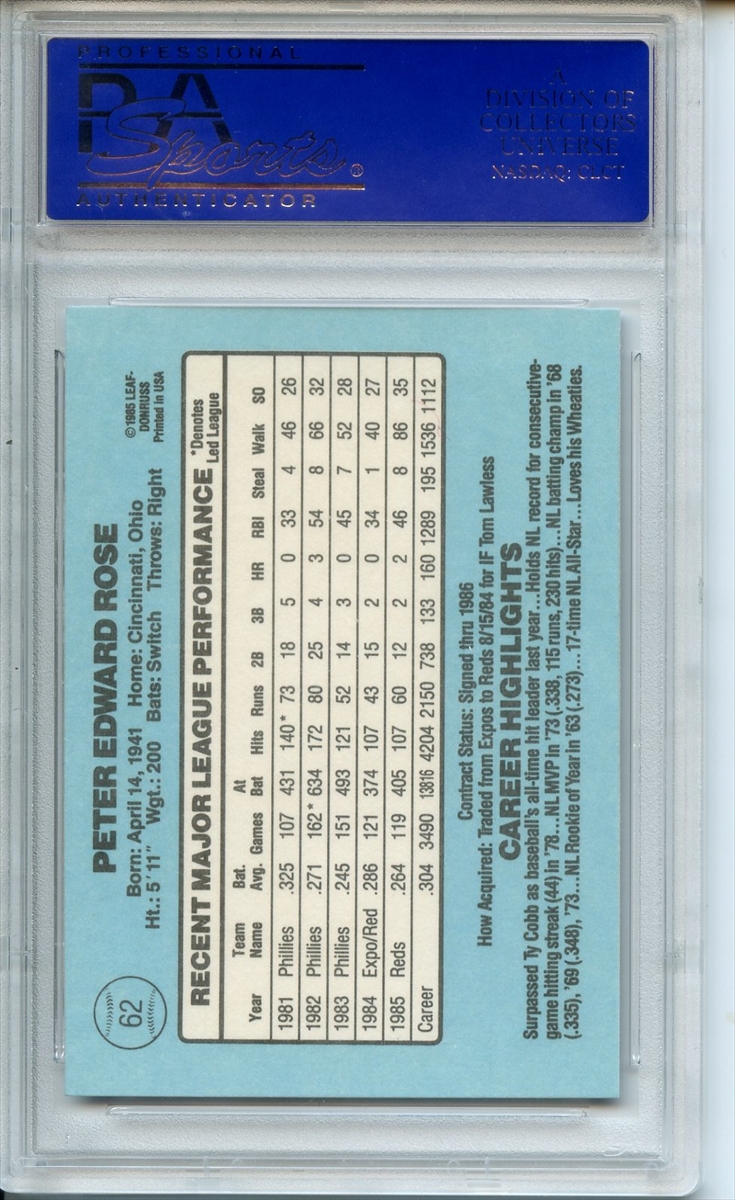 PROFESSIONAL
PSA
Sports®
AUTHENTICATOR
A
DIVISION OF
COLLECTORS
UNIVERSE
NASDAQ: CLCT
62
PETER EDWARD ROSE
Born: April 14, 1941 Home: Cincinnati, Ohio
Ht.: 5'11" Wgt.: 200 Bats: Switch Throws: Right
©1985 LEAF-
DONRUSS
Printed in USA
RECENT MAJOR LEAGUE PERFORMANCE
*Denotes
Led League
Year Team Name Bat. Avg. Games At Bat Hits Runs 2B 3B HR RBI Steal Walk SO
1981 Phillies .325 107 431 140* 73 18 5 0 33 4 46 26
1982 Phillies .271 162* 634 172 80 25 4 3 54 8 66 32
1983 Phillies .245 151 493 121 52 14 3 0 45 7 52 28
1984 Expo/Red .286 121 374 107 43 15 2 0 34 1 40 27
1985 Reds .264 119 405 107 60 12 2 2 46 8 86 35
Career .304 3490 13816 4204 2150 738 133 160 1289 195 1536 1112
Contract Status: Signed thru 1986
How Acquired: Traded from Expos to Reds 8/15/84 for IF Tom Lawless
CAREER HIGHLIGHTS
Surpassed Ty Cobb as baseball's all-time hit leader last year...Holds NL record for consecutive-
game hitting streak (44) in '78...NL MVP in '73 (.338, 115 runs, 230 hits)...NL batting champ in '68
(.335), '69 (.348), '73...NL Rookie of Year in '63 (.273)...17-time NL All-Star...Loves his Wheaties.